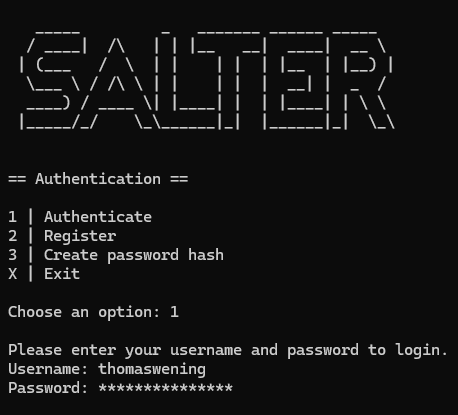 SALTER
== Authentication ==
1 | Authenticate
2 | Register
3 | Create password hash
X | Exit
Choose an option: 1
Please enter your username and password to login.
Username: thomaswening
Password: ***************